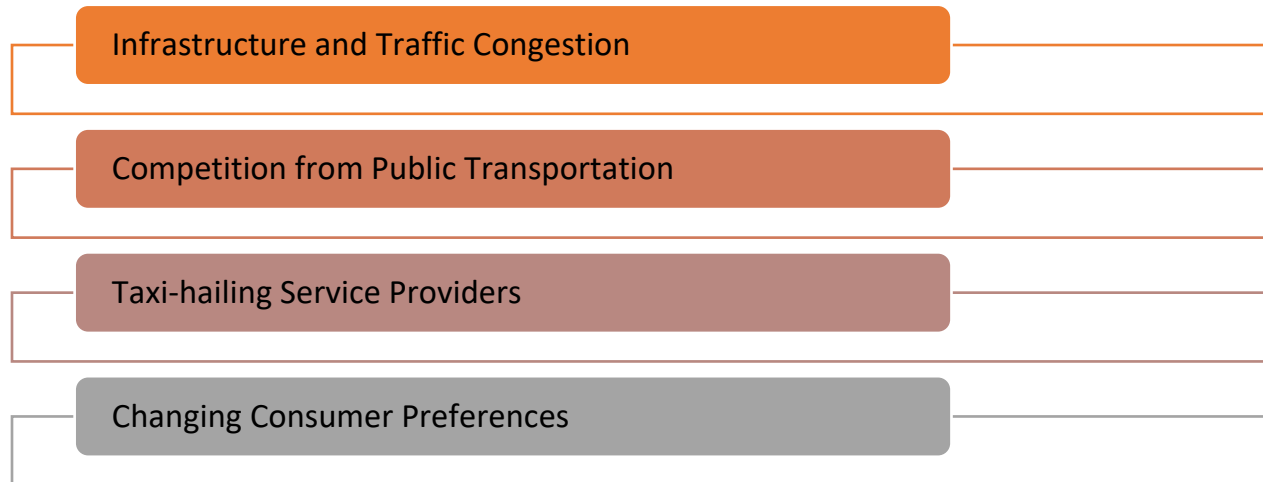 Infrastructure and Traffic Congestion
Competition from Public Transportation
Taxi-hailing Service Providers
Changing Consumer Preferences